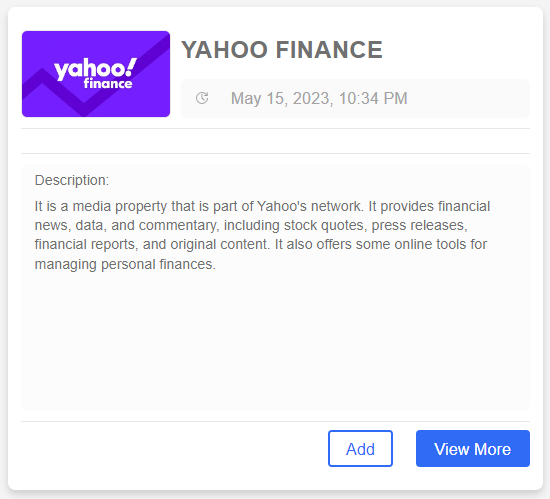 yahoo!
finance
YAHOO FINANCE
May 15, 2023, 10:34 PM
Description:
It is a media property that is part of Yahoo's network. It provides financial
news, data, and commentary, including stock quotes, press releases,
financial reports, and original content. It also offers some online tools for
managing personal finances.
Add
View More